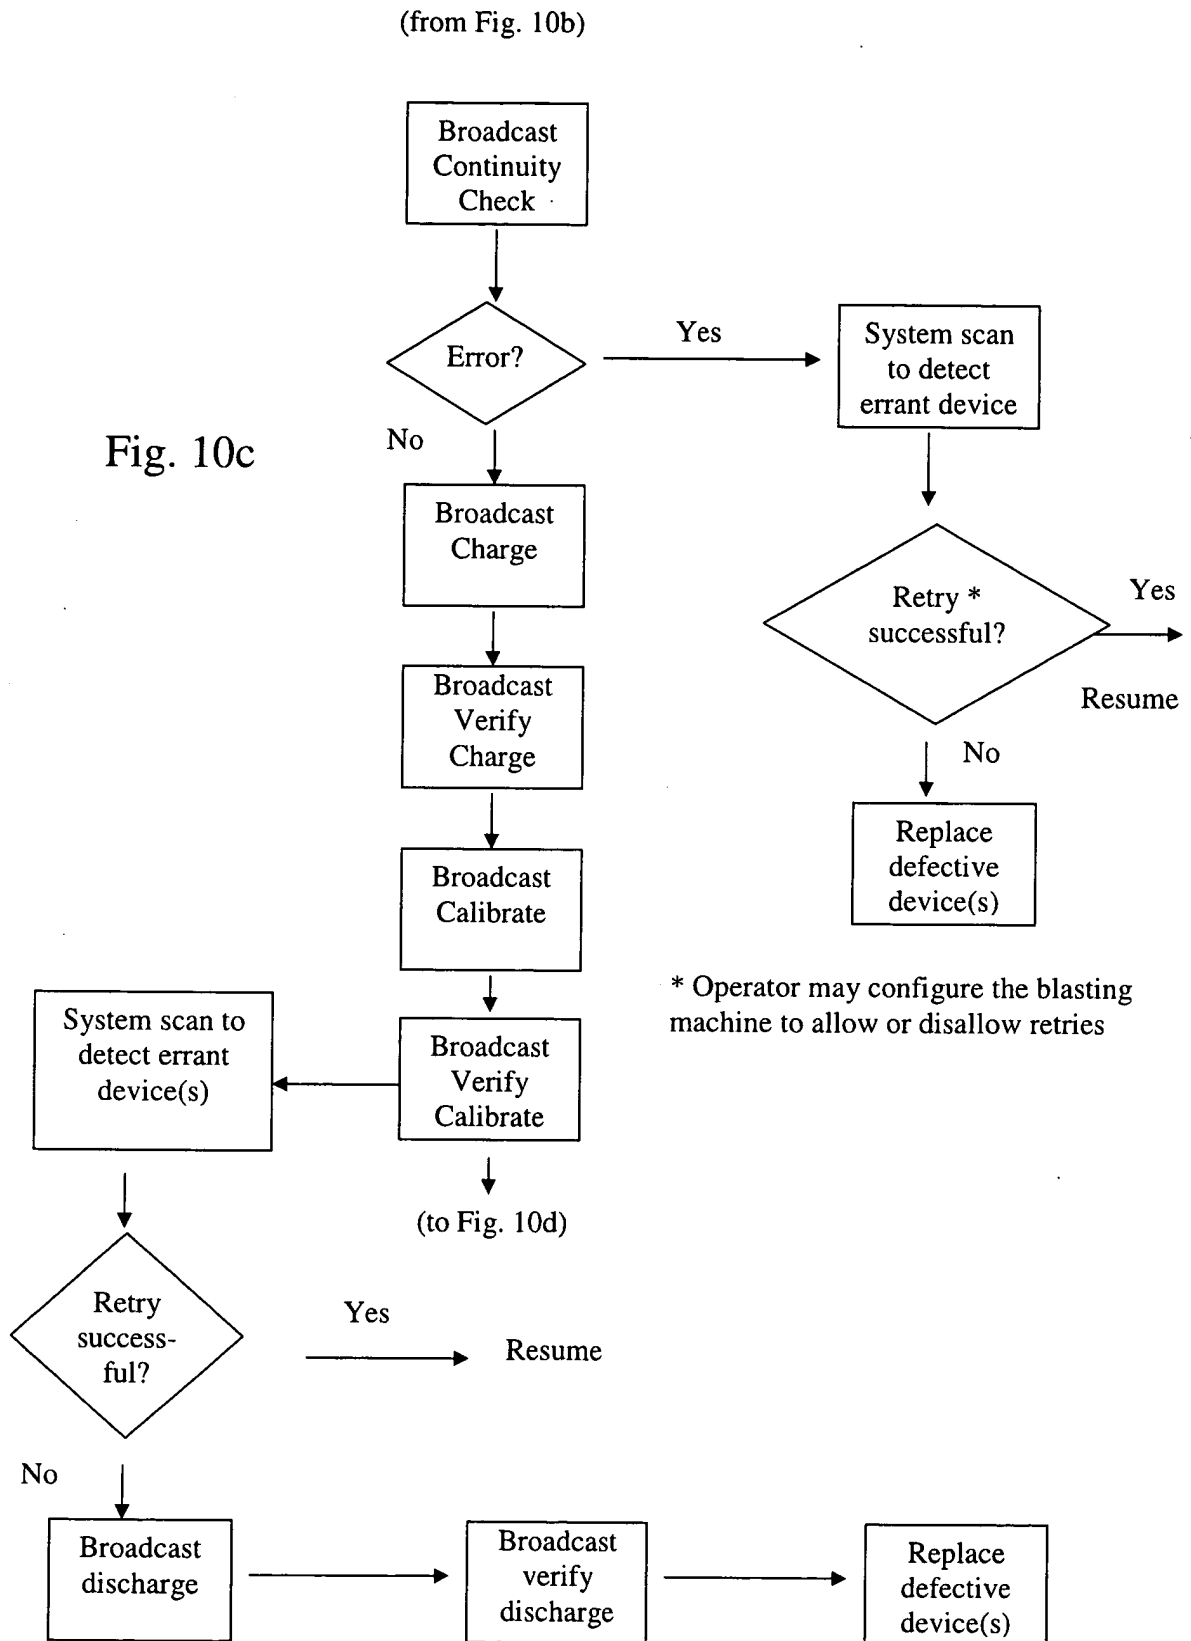 (from Fig. 10b)
Broadcast
Continuity
Check
Error?
Yes
System scan
to detect
errant device
No
Fig. 10c
Broadcast
Charge
Retry *
successful?
Yes
Resume
No
Broadcast
Verify
Charge
Replace
defective
device(s)
Broadcast
Calibrate
* Operator may configure the blasting
machine to allow or disallow retries
System scan to
detect errant
device(s)
Broadcast
Verify
Calibrate
(to Fig. 10d)
Retry
success-
ful?
Yes
Resume
No
Broadcast
discharge
Broadcast
verify
discharge
Replace
defective
device(s)